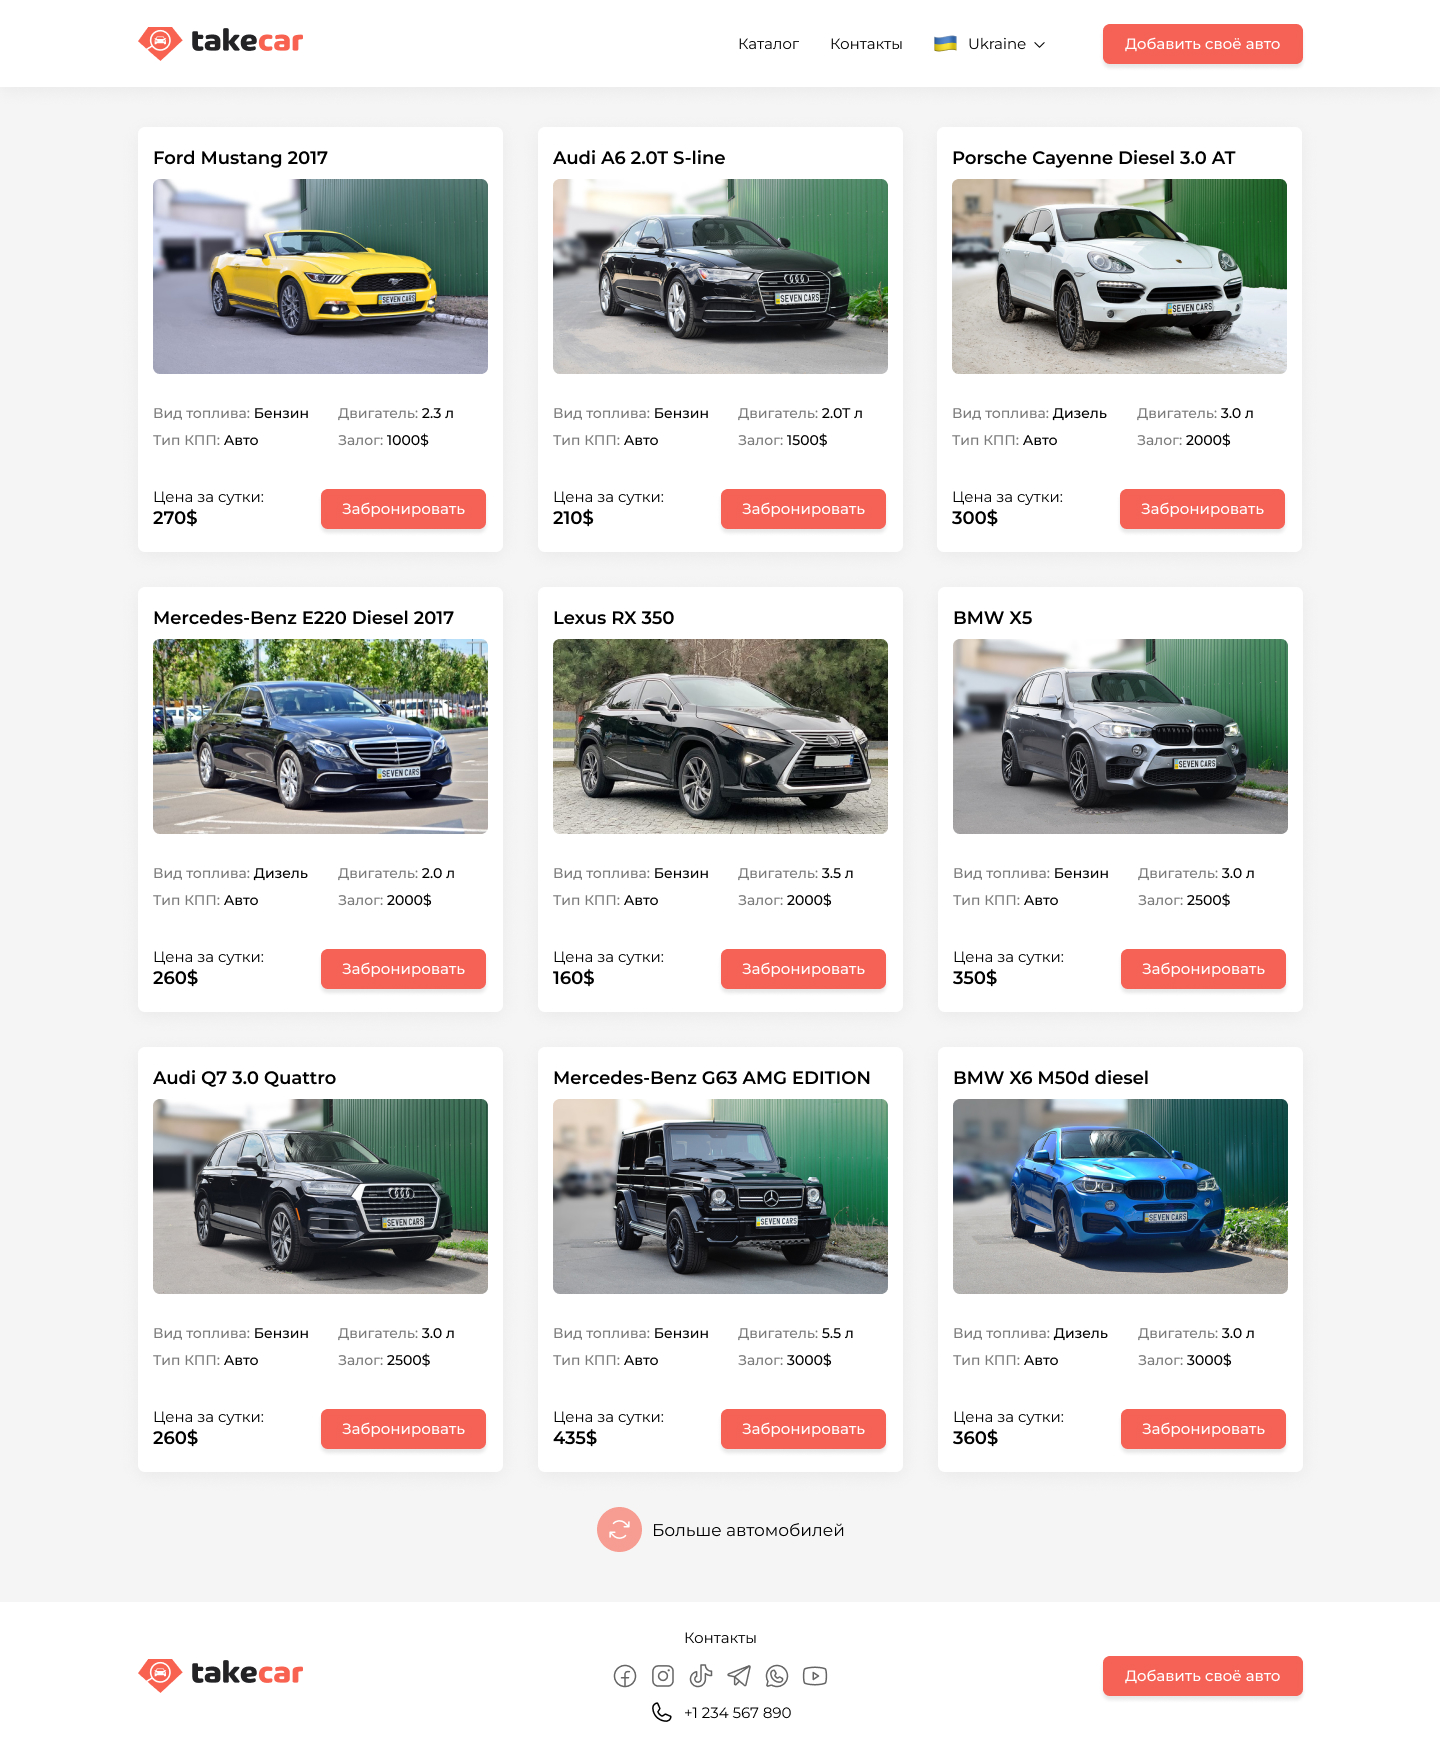 takecar
Каталог
Контакты
Ukraine
Добавить своё авто
Ford Mustang 2017
SEVEN CARS
Вид топлива: Бензин
Двигатель: 2.3 л
Тип КПП: Авто
Залог: 1000$
Цена за сутки:
270$
Забронировать
Audi A6 2.0T S-line
SEVEN CARS
Вид топлива: Бензин
Двигатель: 2.0T л
Тип КПП: Авто
Залог: 1500$
Цена за сутки:
210$
Забронировать
Porsche Cayenne Diesel 3.0 AT
SEVEN CARS
Вид топлива: Дизель
Двигатель: 3.0 л
Тип КПП: Авто
Залог: 2000$
Цена за сутки:
300$
Забронировать
Mercedes-Benz E220 Diesel 2017
SEVEN CARS
Вид топлива: Дизель
Двигатель: 2.0 л
Тип КПП: Авто
Залог: 2000$
Цена за сутки:
260$
Забронировать
Lexus RX 350
Вид топлива: Бензин
Двигатель: 3.5 л
Тип КПП: Авто
Залог: 2000$
Цена за сутки:
160$
Забронировать
BMW X5
SEVEN CARS
Вид топлива: Бензин
Двигатель: 3.0 л
Тип КПП: Авто
Залог: 2500$
Цена за сутки:
350$
Забронировать
Audi Q7 3.0 Quattro
SEVEN CARS
Вид топлива: Бензин
Двигатель: 3.0 л
Тип КПП: Авто
Залог: 2500$
Цена за сутки:
260$
Забронировать
Mercedes-Benz G63 AMG EDITION
SEVEN CARS
Вид топлива: Бензин
Двигатель: 5.5 л
Тип КПП: Авто
Залог: 3000$
Цена за сутки:
435$
Забронировать
BMW X6 M50d diesel
SEVEN CARS
Вид топлива: Дизель
Двигатель: 3.0 л
Тип КПП: Авто
Залог: 3000$
Цена за сутки:
360$
Забронировать
Больше автомобилей
takecar
Контакты
+1 234 567 890
Добавить своё авто